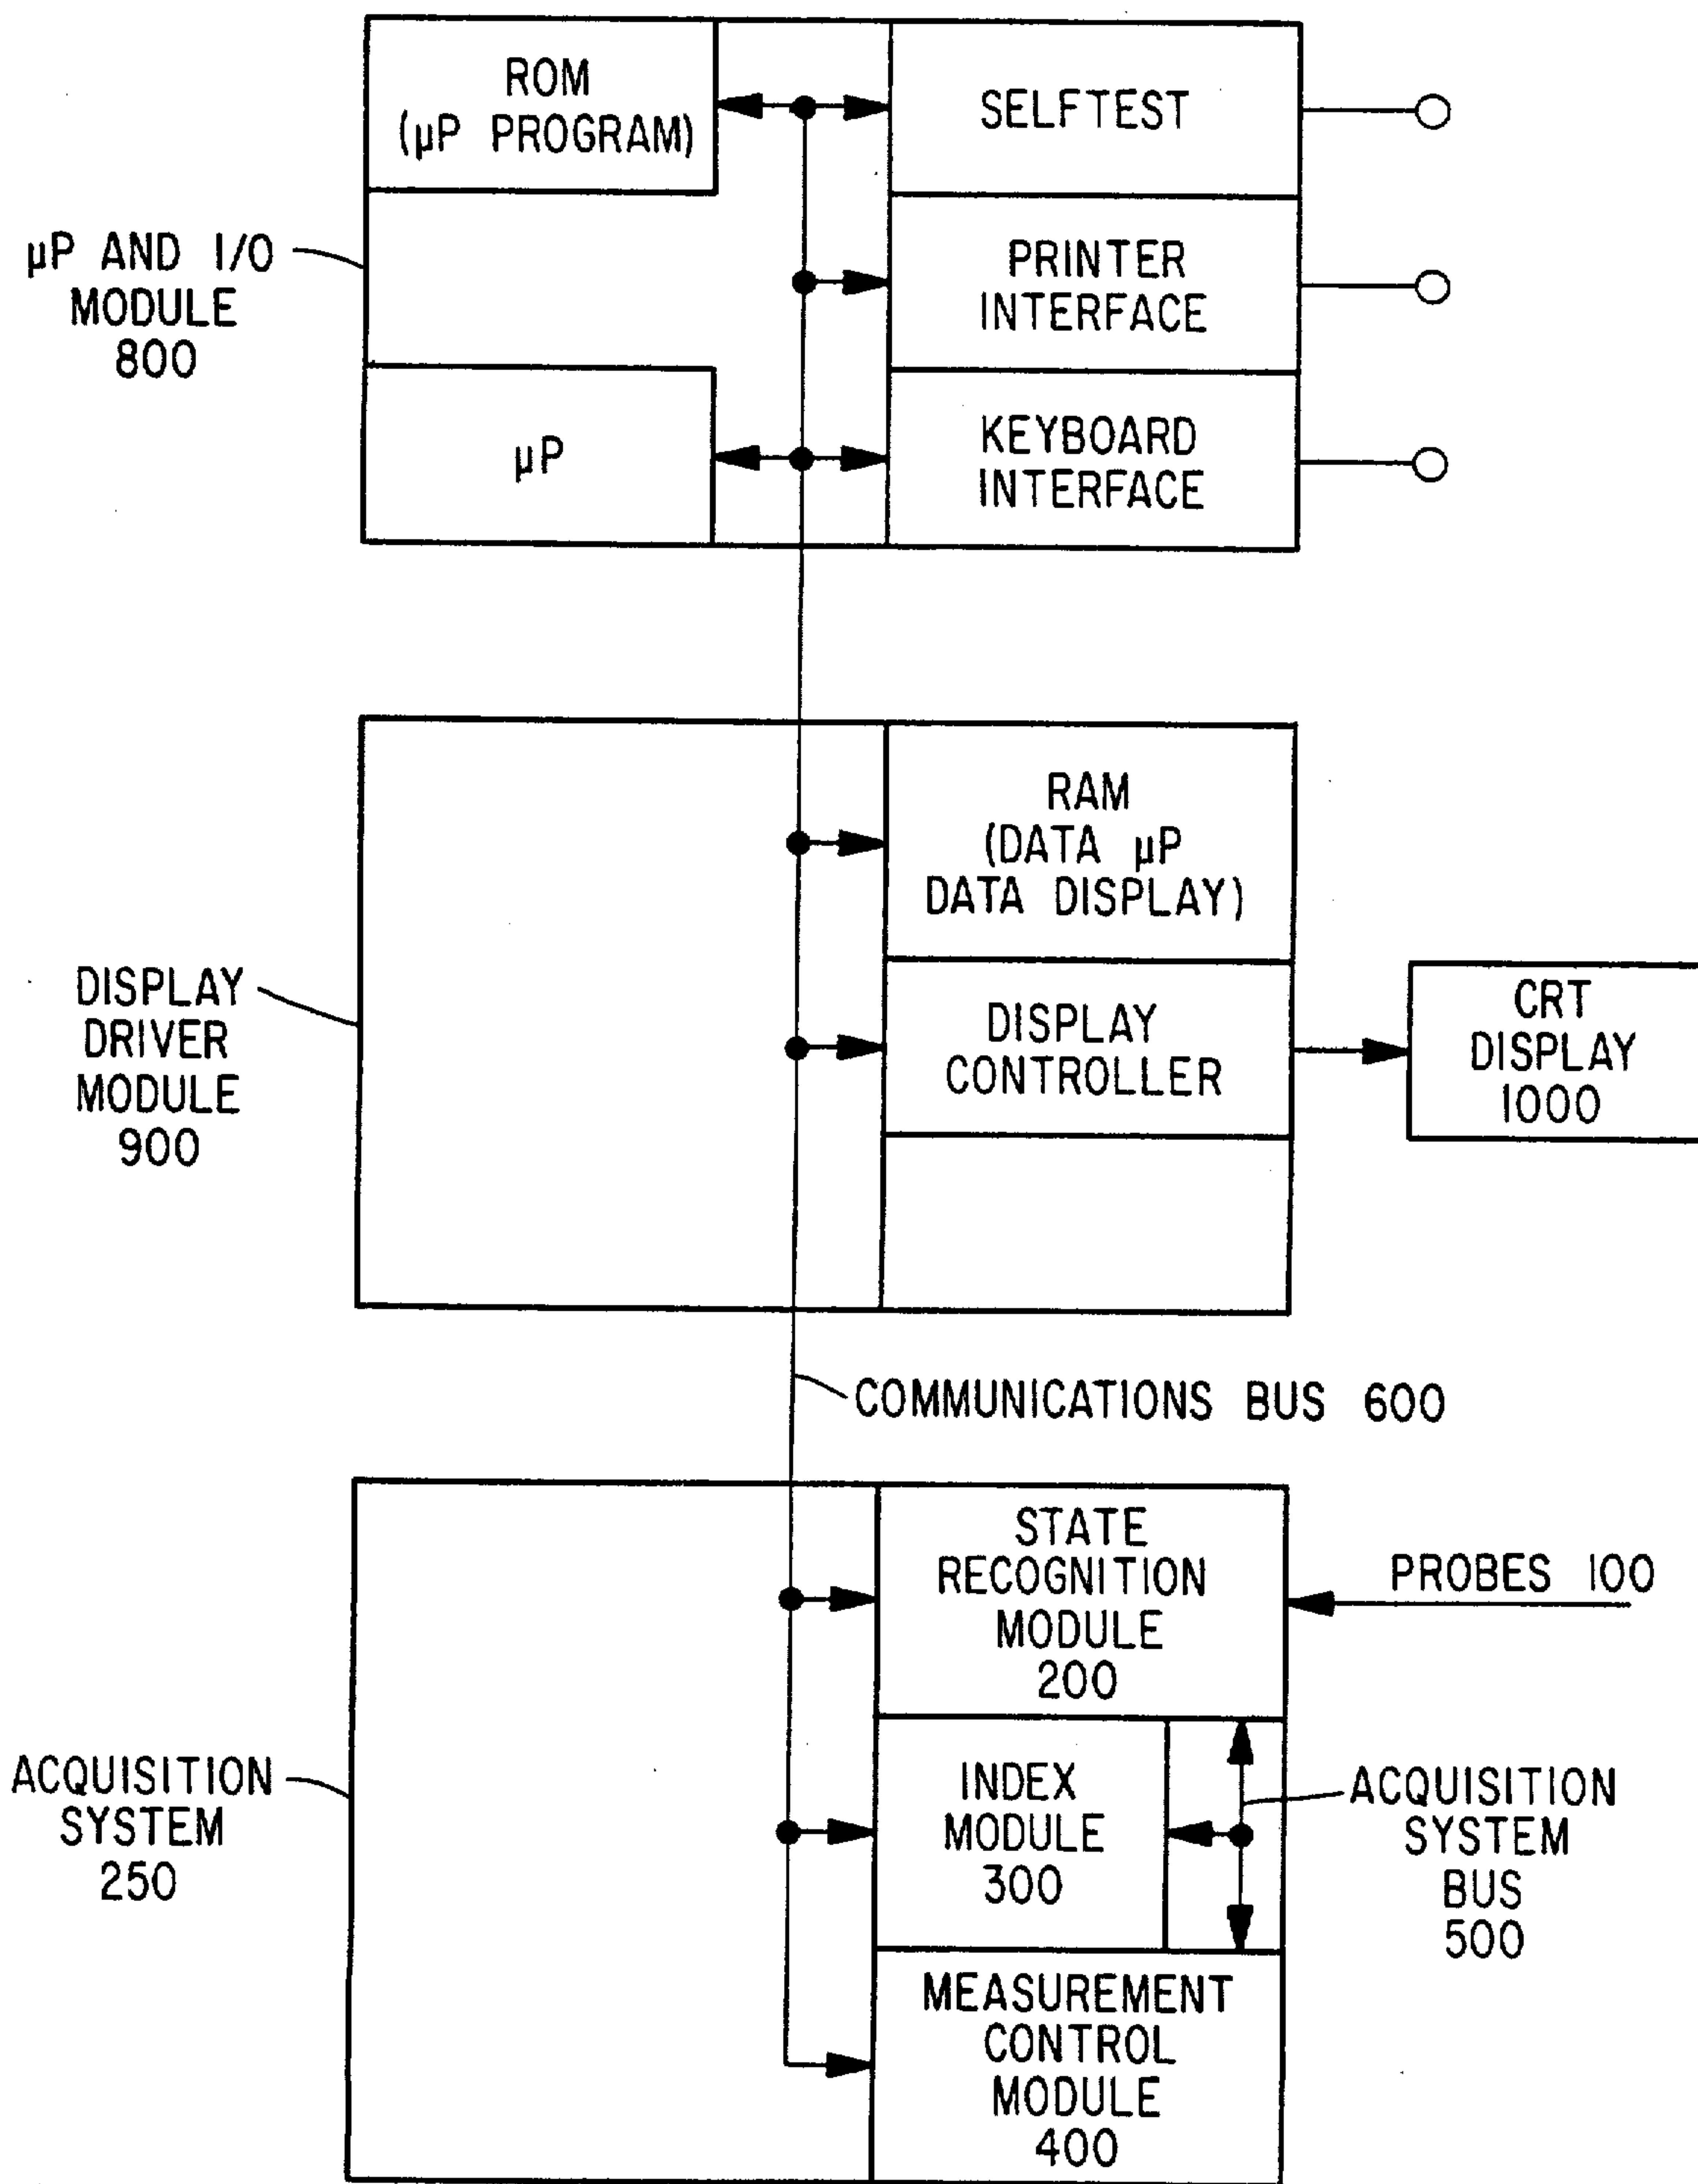 ROM
(µP PROGRAM)
SELFTEST
µP AND I/O
MODULE
800
PRINTER
INTERFACE
µP
KEYBOARD
INTERFACE
RAM
(DATA µP
DATA DISPLAY)
DISPLAY
DRIVER
MODULE
900
DISPLAY
CONTROLLER
CRT
DISPLAY
1000
COMMUNICATIONS BUS 600
STATE
RECOGNITION
MODULE
200
PROBES 100
ACQUISITION
SYSTEM
250
INDEX
MODULE
300
ACQUISITION
SYSTEM
BUS
500
MEASUREMENT
CONTROL
MODULE
400